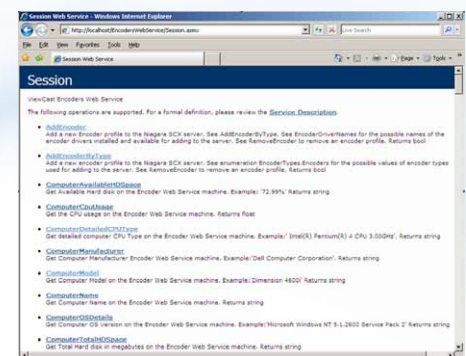 Session Web Service - Windows Internet Explorer
http://localhost/EncodersWebService/Session.asmx
Live Search
File Edit View Favorites Tools Help
Session Web Service
Page Tools
Session
ViewCast Encoders Web Service
The following operations are supported. For a formal definition, please review the Service Description.
AddEncoder
Add a new Encoder profile to the Niagara SCX server. See AddEncoderByType. See EncoderDriverNames for the possible names of the
encoder drivers installed and available for adding to the server. See RemoveEncoder to remove an encoder profile. Returns bool
AddEncoderByType
Add a new encoder profile to the Niagara SCX server. See enumeration EncoderTypes.Encoders for the possible values of encoder types
used for adding to the server. See RemoveEncoder to remove an encoder profile. Returns bool
ComputerAvailableHDSpace
Get Available Hard disk on the Encoder Web Service machine. Example: '72.99%' Returns string
ComputerCpuUsage
Get the CPU usage on the Encoder Web Service machine. Returns float
ComputerDetailedCPUType
Get detailed computer CPU Type on the Encoder Web Service machine. Example:' Intel(R) Pentium(R) 4 CPU 3.00GHz'. Returns string
ComputerManufacturer
Get Computer Manufacturer Encoder Web Service machine. Example:'Dell Computer Corporation'. Returns string
ComputerModel
Get Computer Model on the Encoder Web Service machine. Example:'Dimension 4600i' Returns string
ComputerName
Get Computer Name on the Encoder Web Service machine. Returns string
ComputerOSDetails
Get Computer OS version on the Encoder Web Service machine. Example:'Microsoft Windows NT 5.1.2600 Service Pack 2' Returns string
ComputerTotalHDSpace
Get Total Hard disk in megabytes on the Encoder Web Service machine. Returns string